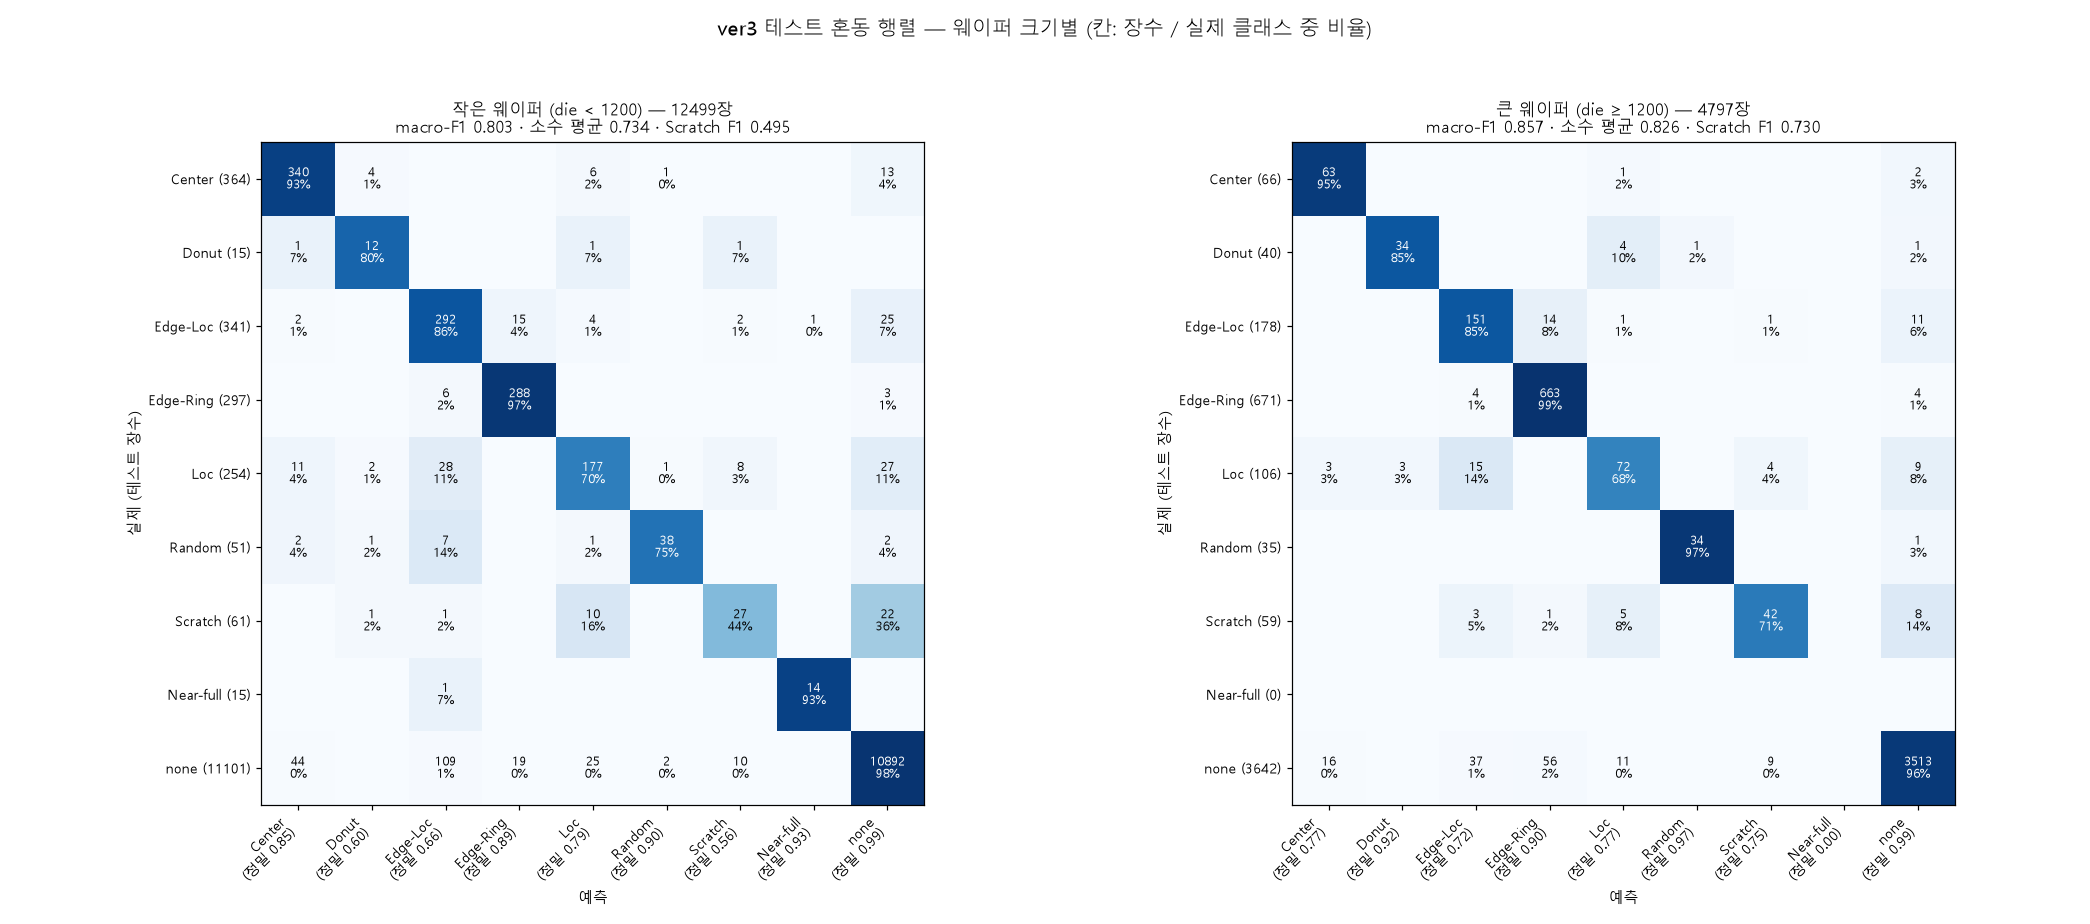 ver3 테스트 혼동 행렬 — 웨이퍼 크기별 (칸: 장수 / 실제 클래스 중 비율)
작은 웨이퍼 (die < 1200) — 12499장
macro-F1 0.803 · 소수 평균 0.734 · Scratch F1 0.495
실제 (테스트 장수)
Center (364)
340 4 6 1 13
93% 1% 2% 0% 4%
Donut (15)
1 12 1 1
7% 80% 7% 7%
Edge-Loc (341)
2 292 15 4 2 1 25
1% 86% 4% 1% 1% 0% 7%
Edge-Ring (297)
6 288 3
2% 97% 1%
Loc (254)
11 2 28 177 1 8 27
4% 1% 11% 70% 0% 3% 11%
Random (51)
2 1 7 1 38 2
4% 2% 14% 2% 75% 4%
Scratch (61)
1 1 10 27 22
2% 2% 16% 44% 36%
Near-full (15)
1 14
7% 93%
none (11101)
44 109 19 25 2 10 10892
0% 1% 0% 0% 0% 0% 98%
Center
(정밀 0.85)
Donut
(정밀 0.60)
Edge-Loc
(정밀 0.66)
Edge-Ring
(정밀 0.89)
Loc
(정밀 0.79)
Random
(정밀 0.90)
Scratch
(정밀 0.56)
Near-full
(정밀 0.93)
none
(정밀 0.99)
예측
큰 웨이퍼 (die ≥ 1200) — 4797장
macro-F1 0.857 · 소수 평균 0.826 · Scratch F1 0.730
실제 (테스트 장수)
Center (66)
63 1 2
95% 2% 3%
Donut (40)
34 4 1 1
85% 10% 2% 2%
Edge-Loc (178)
151 14 1 1 11
85% 8% 1% 1% 6%
Edge-Ring (671)
4 663 4
1% 99% 1%
Loc (106)
3 3 15 72 4 9
3% 3% 14% 68% 4% 8%
Random (35)
34 1
97% 3%
Scratch (59)
3 1 5 42 8
5% 2% 8% 71% 14%
Near-full (0)
none (3642)
16 37 56 11 9 3513
0% 1% 2% 0% 0% 96%
Center
(정밀 0.77)
Donut
(정밀 0.92)
Edge-Loc
(정밀 0.72)
Edge-Ring
(정밀 0.90)
Loc
(정밀 0.77)
Random
(정밀 0.97)
Scratch
(정밀 0.75)
Near-full
(정밀 0.00)
none
(정밀 0.99)
예측